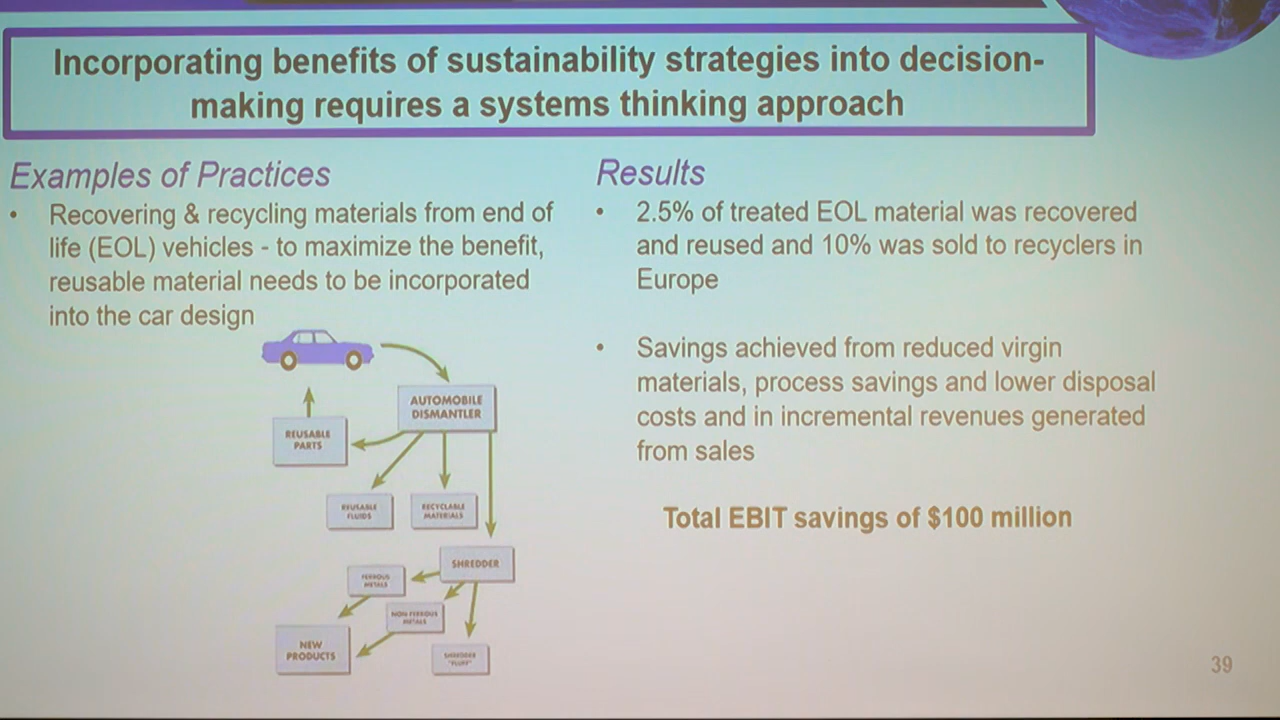 Incorporating benefits of sustainability strategies into decision-
making requires a systems thinking approach
Examples of Practices
• Recovering & recycling materials from end of
life (EOL) vehicles - to maximize the benefit,
reusable material needs to be incorporated
into the car design
AUTOMOBILE
DISMANTLER
REUSABLE
PARTS
REUSABLE
FLUIDS
RECYCLABLE
MATERIALS
SHREDDER
FERROUS
METALS
NON-FERROUS
METALS
NEW
PRODUCTS
SHREDDER
"FLUFF"
Results
• 2.5% of treated EOL material was recovered
and reused and 10% was sold to recyclers in
Europe
• Savings achieved from reduced virgin
materials, process savings and lower disposal
costs and in incremental revenues generated
from sales
Total EBIT savings of $100 million
39